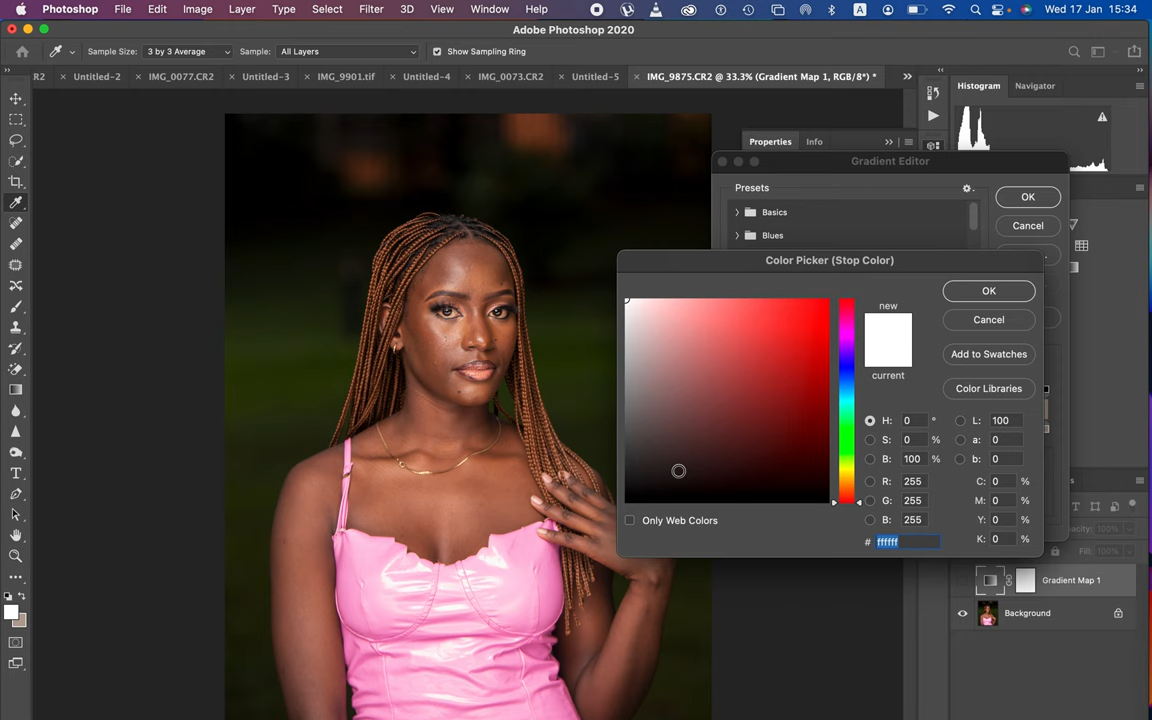 Photoshop File Edit Image Layer Type Select Filter 3D View Window Help A Wed 17 Jan 15:34
Adobe Photoshop 2020
Sample Size: 3 by 3 Average Sample: All Layers Show Sampling Ring
R2 Untitled-2 IMG_0077.CR2 Untitled-3 IMG_9901.tif Untitled-4 IMG_0073.CR2 Untitled-5 IMG_9875.CR2 @ 33.3% (Gradient Map 1, RGB/8*) *
Histogram Navigator
Properties Info
Gradient Editor
Presets
OK
Basics
Cancel
Blues
Color Picker (Stop Color)
new
OK
Cancel
Add to Swatches
current
Color Libraries
H: 0 ° L: 100
S: 0 % a: 0
B: 100 % b: 0
R: 255 C: 0 %
G: 255 M: 0 %
B: 255 Y: 0 %
# ffffff K: 0 %
Only Web Colors
Opacity: 100%
Fill: 100%
Gradient Map 1
Background